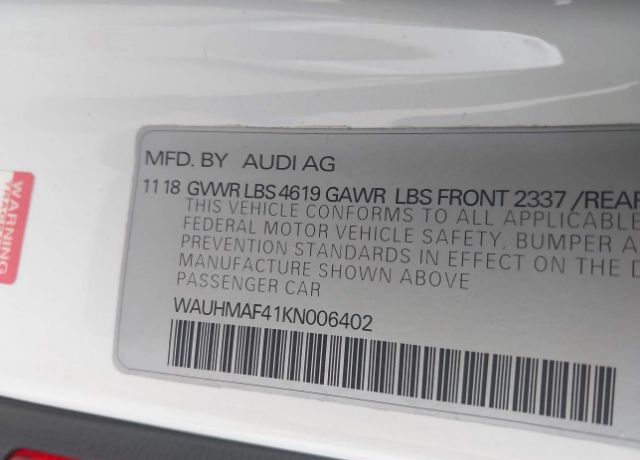 MFD. BY AUDI AG
11 18 GVWR LBS 4619 GAWR LBS FRONT 2337 /REAR
THIS VEHICLE CONFORMS TO ALL APPLICABLE
FEDERAL MOTOR VEHICLE SAFETY, BUMPER A
PREVENTION STANDARDS IN EFFECT ON THE D
MANUFACTURE SHOWN ABOVE
PASSENGER CAR
WAUHMAF41KN006402
WARNING